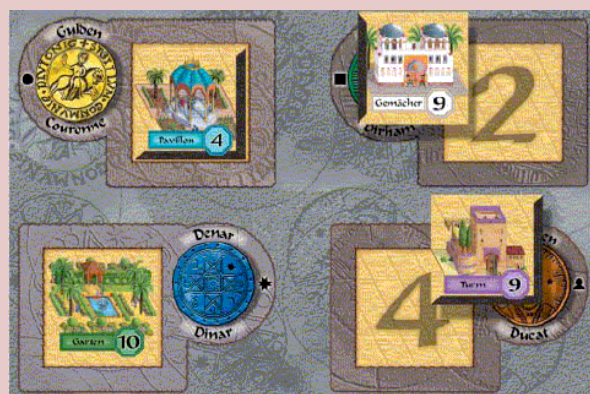 Gulden
Couronne
Pavillon 4
Gemächer 9
Dirham
2
Denar
Dinar
Garten 10
4
Turm 9
Ducat